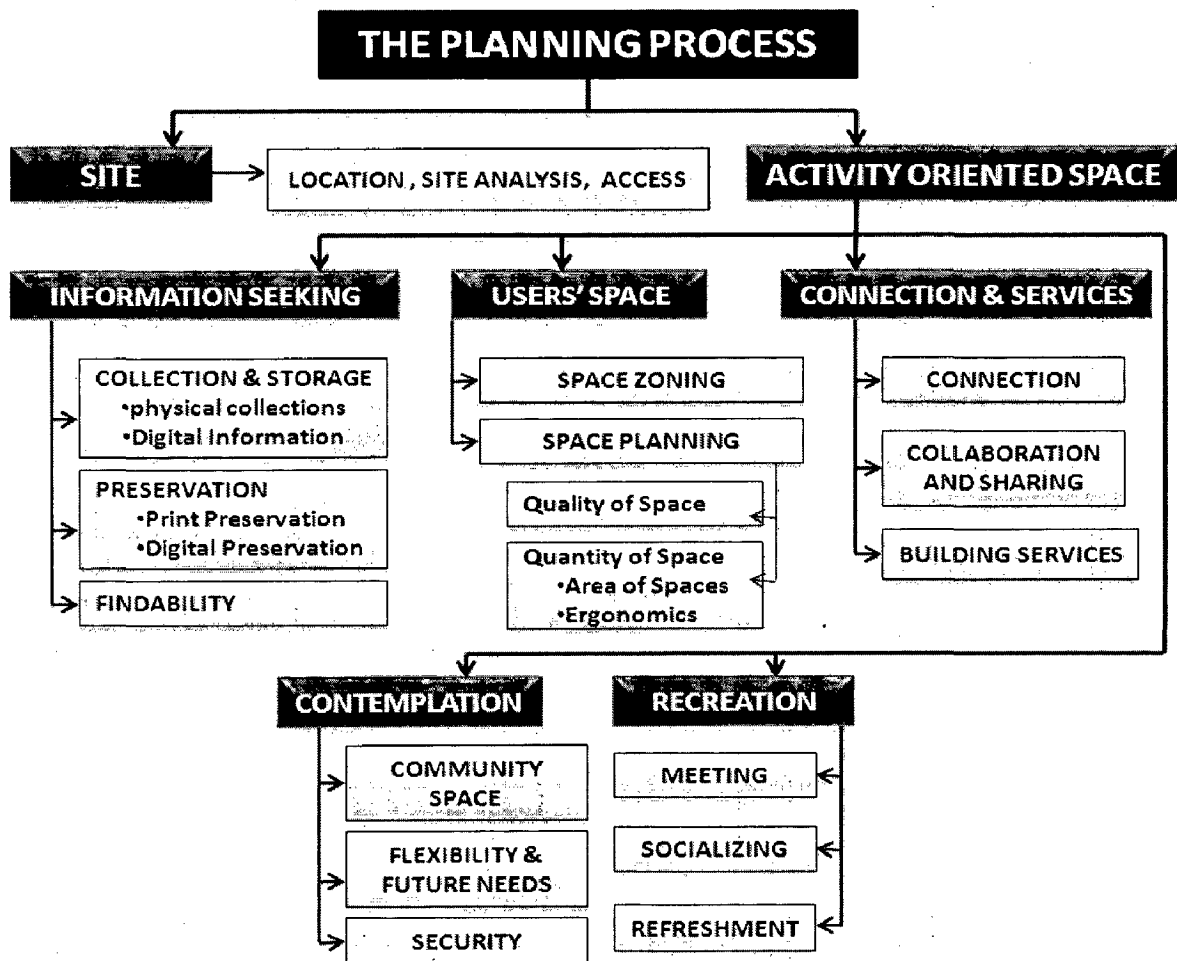 THE PLANNING PROCESS
SITE
LOCATION , SITE ANALYSIS, ACCESS
ACTIVITY ORIENTED SPACE
INFORMATION SEEKING
COLLECTION & STORAGE
•physical collections
•Digital Information
PRESERVATION
•Print Preservation
•Digital Preservation
FINDABILITY
USERS' SPACE
SPACE ZONING
SPACE PLANNING
Quality of Space
Quantity of Space
•Area of Spaces
•Ergonomics
CONNECTION & SERVICES
CONNECTION
COLLABORATION
AND SHARING
BUILDING SERVICES
CONTEMPLATION
COMMUNITY
SPACE
FLEXIBILITY &
FUTURE NEEDS
SECURITY
RECREATION
MEETING
SOCIALIZING
REFRESHMENT